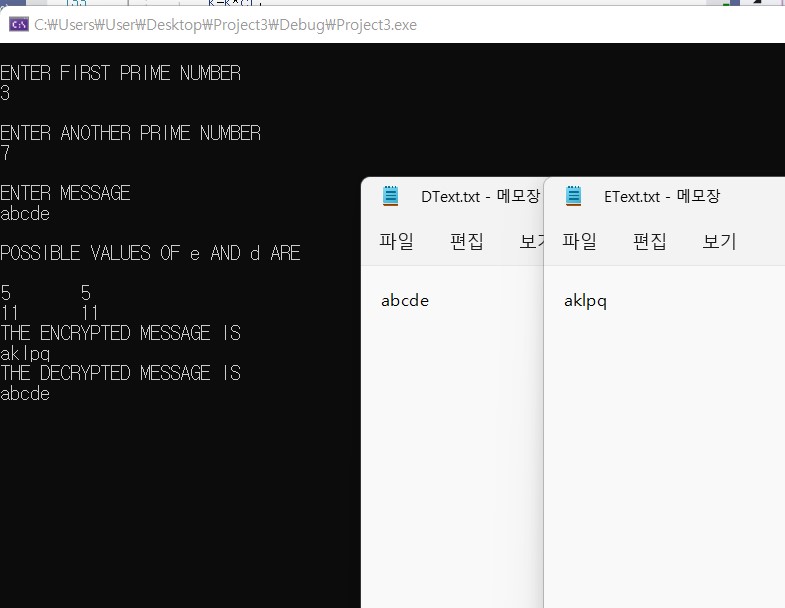 C:₩Users₩User₩Desktop₩Project3₩Debug₩Project3.exe
ENTER FIRST PRIME NUMBER
3
ENTER ANOTHER PRIME NUMBER
7
ENTER MESSAGE
abcde
POSSIBLE VALUES OF e AND d ARE
5 5
11 11
THE ENCRYPTED MESSAGE IS
aklpq
THE DECRYPTED MESSAGE IS
abcde
DText.txt - 메모장
파일 편집
abcde
EText.txt - 메모장
파일 편집 보기
aklpq